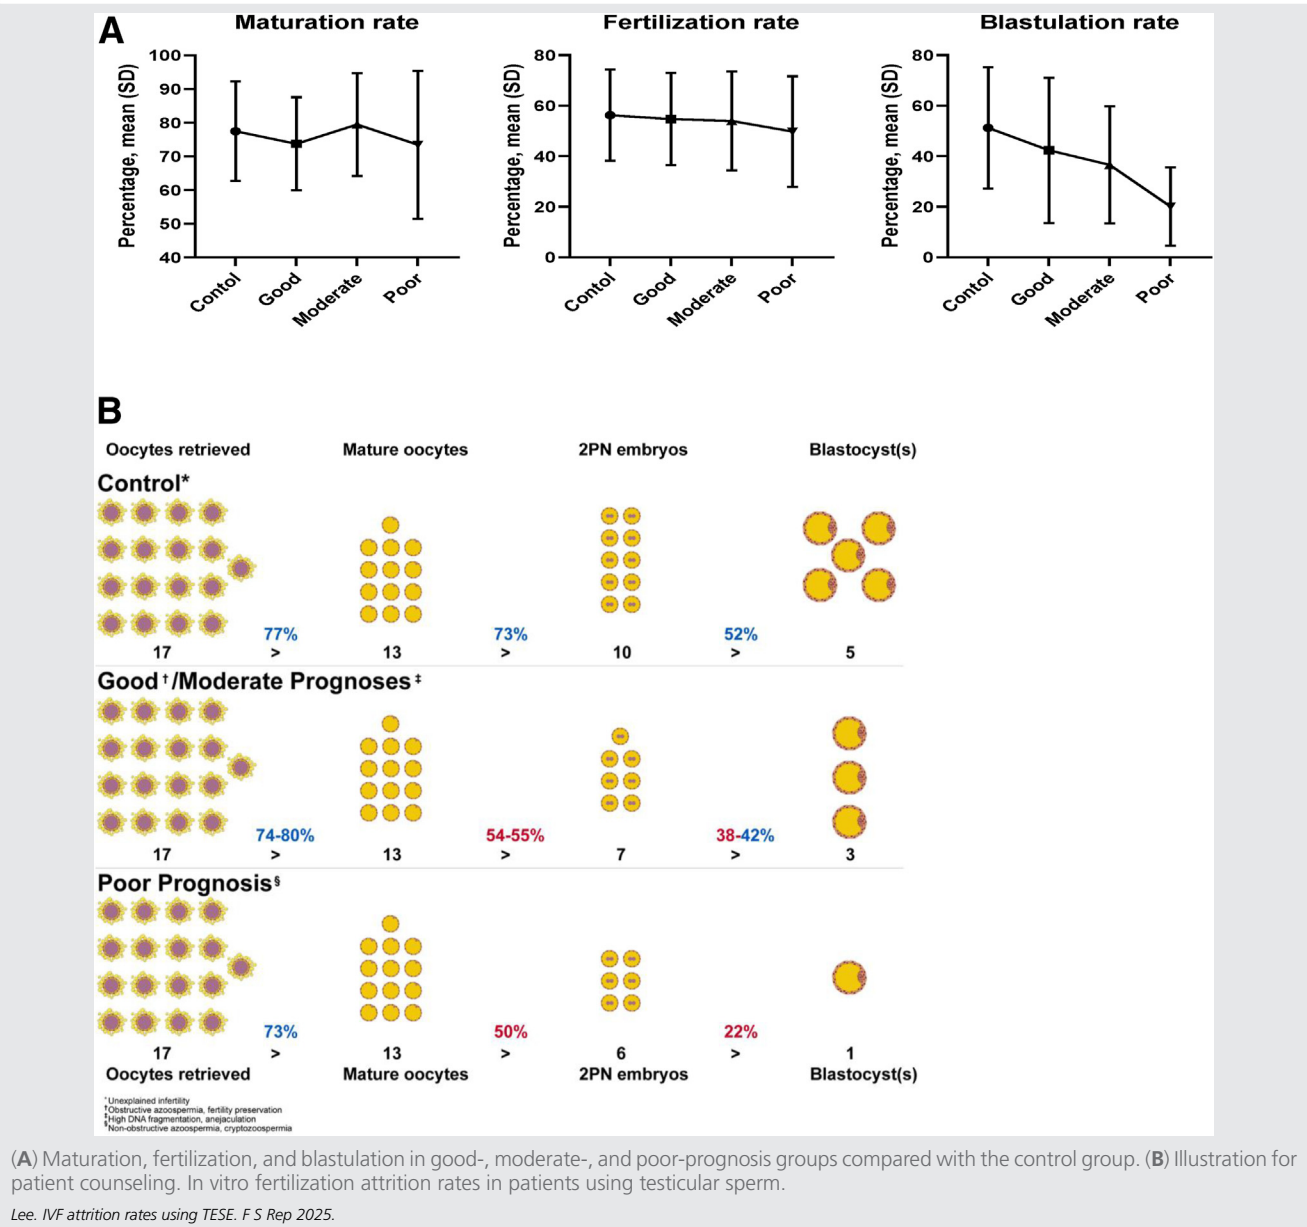 A
Maturation rate
Percentage, mean (SD)
100
90
80
70
60
50
40
Contol
Good
Moderate
Poor
Fertilization rate
Percentage, mean (SD)
80
60
40
20
0
Contol
Good
Moderate
Poor
Blastulation rate
Percentage, mean (SD)
80
60
40
20
0
Contol
Good
Moderate
Poor
B
Oocytes retrieved Mature oocytes 2PN embryos Blastocyst(s)
Control*
77% 73% 52%
17 > 13 > 10 > 5
Good†/Moderate Prognoses‡
74-80% 54-55% 38-42%
17 > 13 > 7 > 3
Poor Prognosis§
73% 50% 22%
17 > 13 > 6 > 1
Oocytes retrieved Mature oocytes 2PN embryos Blastocyst(s)
*Unexplained infertility
†Obstructive azoospermia, fertility preservation
‡High DNA fragmentation, anejaculation
§Non-obstructive azoospermia, cryptozoospermia
(A) Maturation, fertilization, and blastulation in good-, moderate-, and poor-prognosis groups compared with the control group. (B) Illustration for
patient counseling. In vitro fertilization attrition rates in patients using testicular sperm.
Lee. IVF attrition rates using TESE. F S Rep 2025.